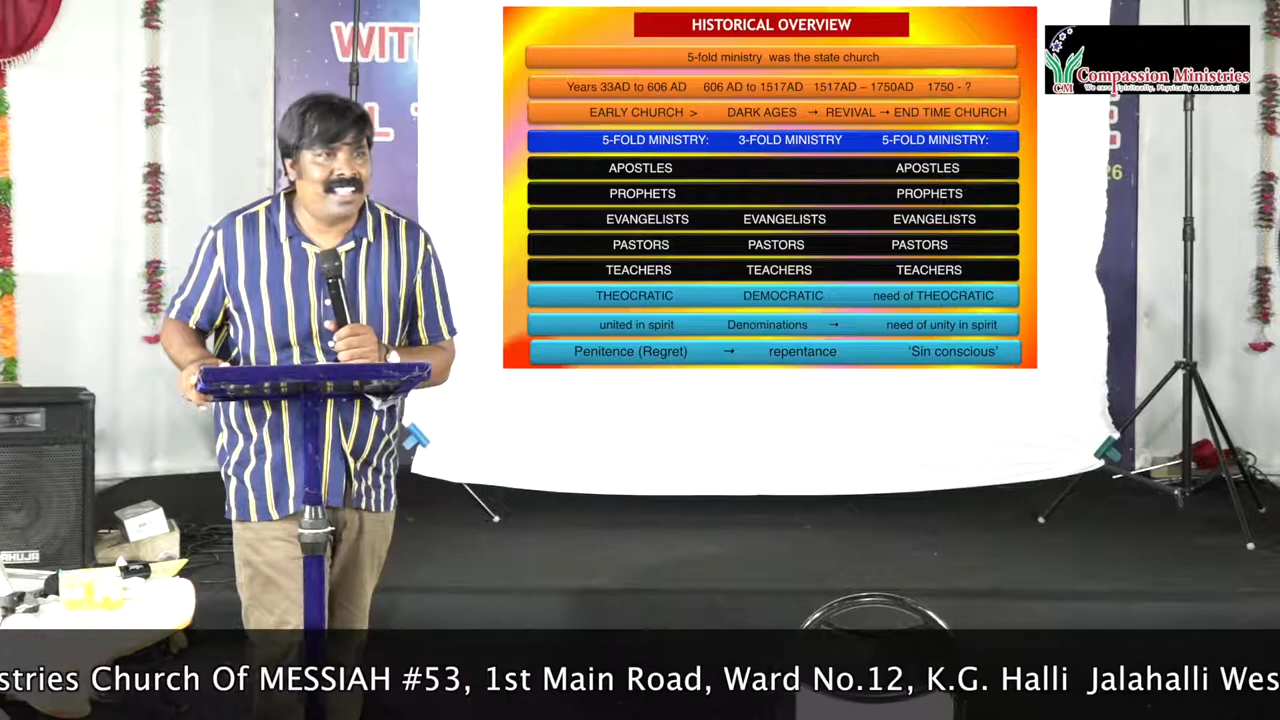 WIT
L
HISTORICAL OVERVIEW
5-fold ministry was the state church
Years 33AD to 606 AD 606 AD to 1517AD 1517AD – 1750AD 1750 - ?
EARLY CHURCH > DARK AGES → REVIVAL → END TIME CHURCH
5-FOLD MINISTRY: 3-FOLD MINISTRY 5-FOLD MINISTRY:
APOSTLES APOSTLES
PROPHETS PROPHETS
EVANGELISTS EVANGELISTS EVANGELISTS
PASTORS PASTORS PASTORS
TEACHERS TEACHERS TEACHERS
THEOCRATIC DEMOCRATIC need of THEOCRATIC
united in spirit Denominations → need of unity in spirit
Penitence (Regret) → repentance ‘Sin conscious’
Compassion Ministries
We care Spiritually, Physically & Materially!
CM
26
AHUJA
stries Church Of MESSIAH #53, 1st Main Road, Ward No.12, K.G. Halli Jalahalli Wes